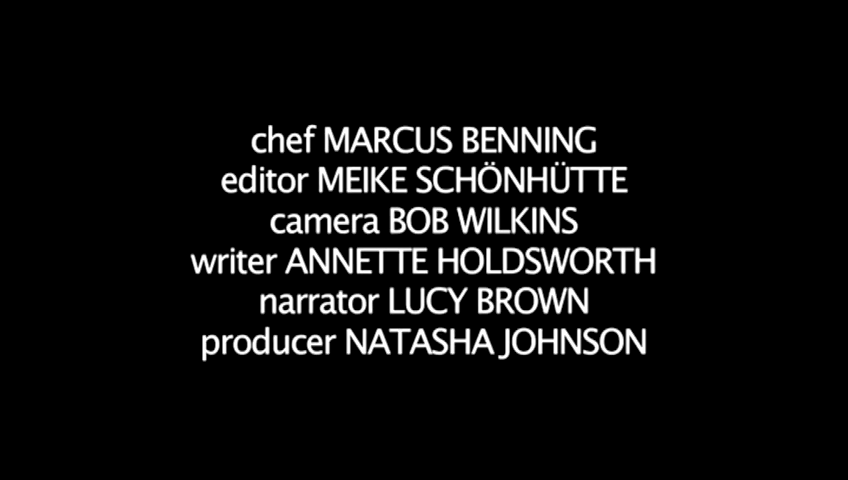 chef MARCUS BENNING
editor MEIKE SCHÖNHÜTTE
camera BOB WILKINS
writer ANNETTE HOLDSWORTH
narrator LUCY BROWN
producer NATASHA JOHNSON